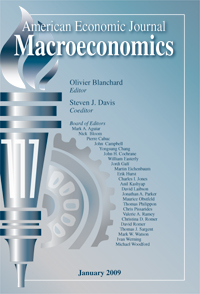 American Economic Journal
Macroeconomics
Olivier Blanchard
Editor
Steven J. Davis
Coeditor
Board of Editors
Mark A. Aguiar
Nick Bloom
Pierre Cahuc
John Campbell
Yongsung Chang
John H. Cochrane
William Easterly
Jordi Gali
Martin Eichenbaum
Erik Hurst
Charles I. Jones
Anil Kashyap
David Laibson
Jonathan A. Parker
Maurice Obstfeld
Thomas Philippon
Chris Pissarides
Valerie A. Ramey
Christina D. Romer
David Romer
Thomas J. Sargent
Mark W. Watson
Ivan Werning
Michael Woodford
January 2009